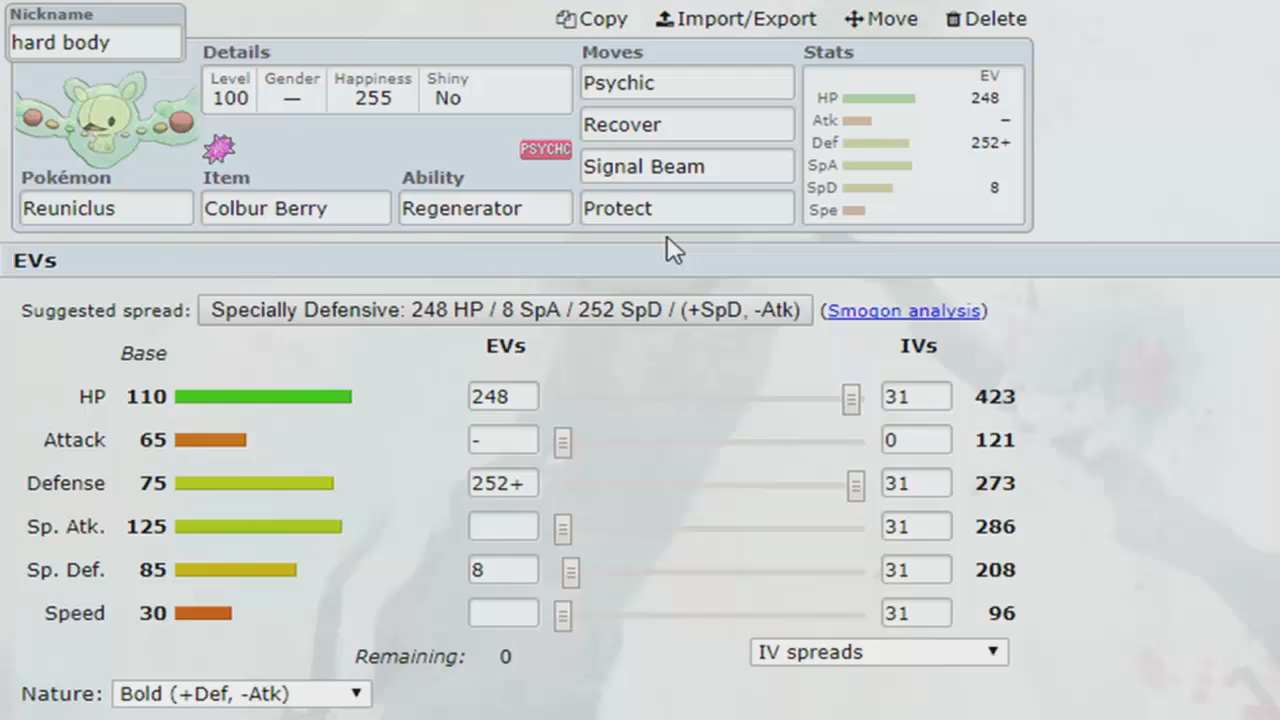 Nickname
hard body
Copy Import/Export Move Delete
Details
Level Gender Happiness Shiny
100 — 255 No
PSYCHC
Pokémon Item Ability
Reuniclus Colbur Berry Regenerator
Moves
Psychic
Recover
Signal Beam
Protect
Stats
EV
HP 248
Atk –
Def 252+
SpA
SpD 8
Spe
EVs
Suggested spread: Specially Defensive: 248 HP / 8 SpA / 252 SpD / (+SpD, -Atk) (Smogon analysis)
Base EVs IVs
HP 110 248 31 423
Attack 65 - 0 121
Defense 75 252+ 31 273
Sp. Atk. 125 31 286
Sp. Def. 85 8 31 208
Speed 30 31 96
Remaining: 0 IV spreads
Nature: Bold (+Def, -Atk)